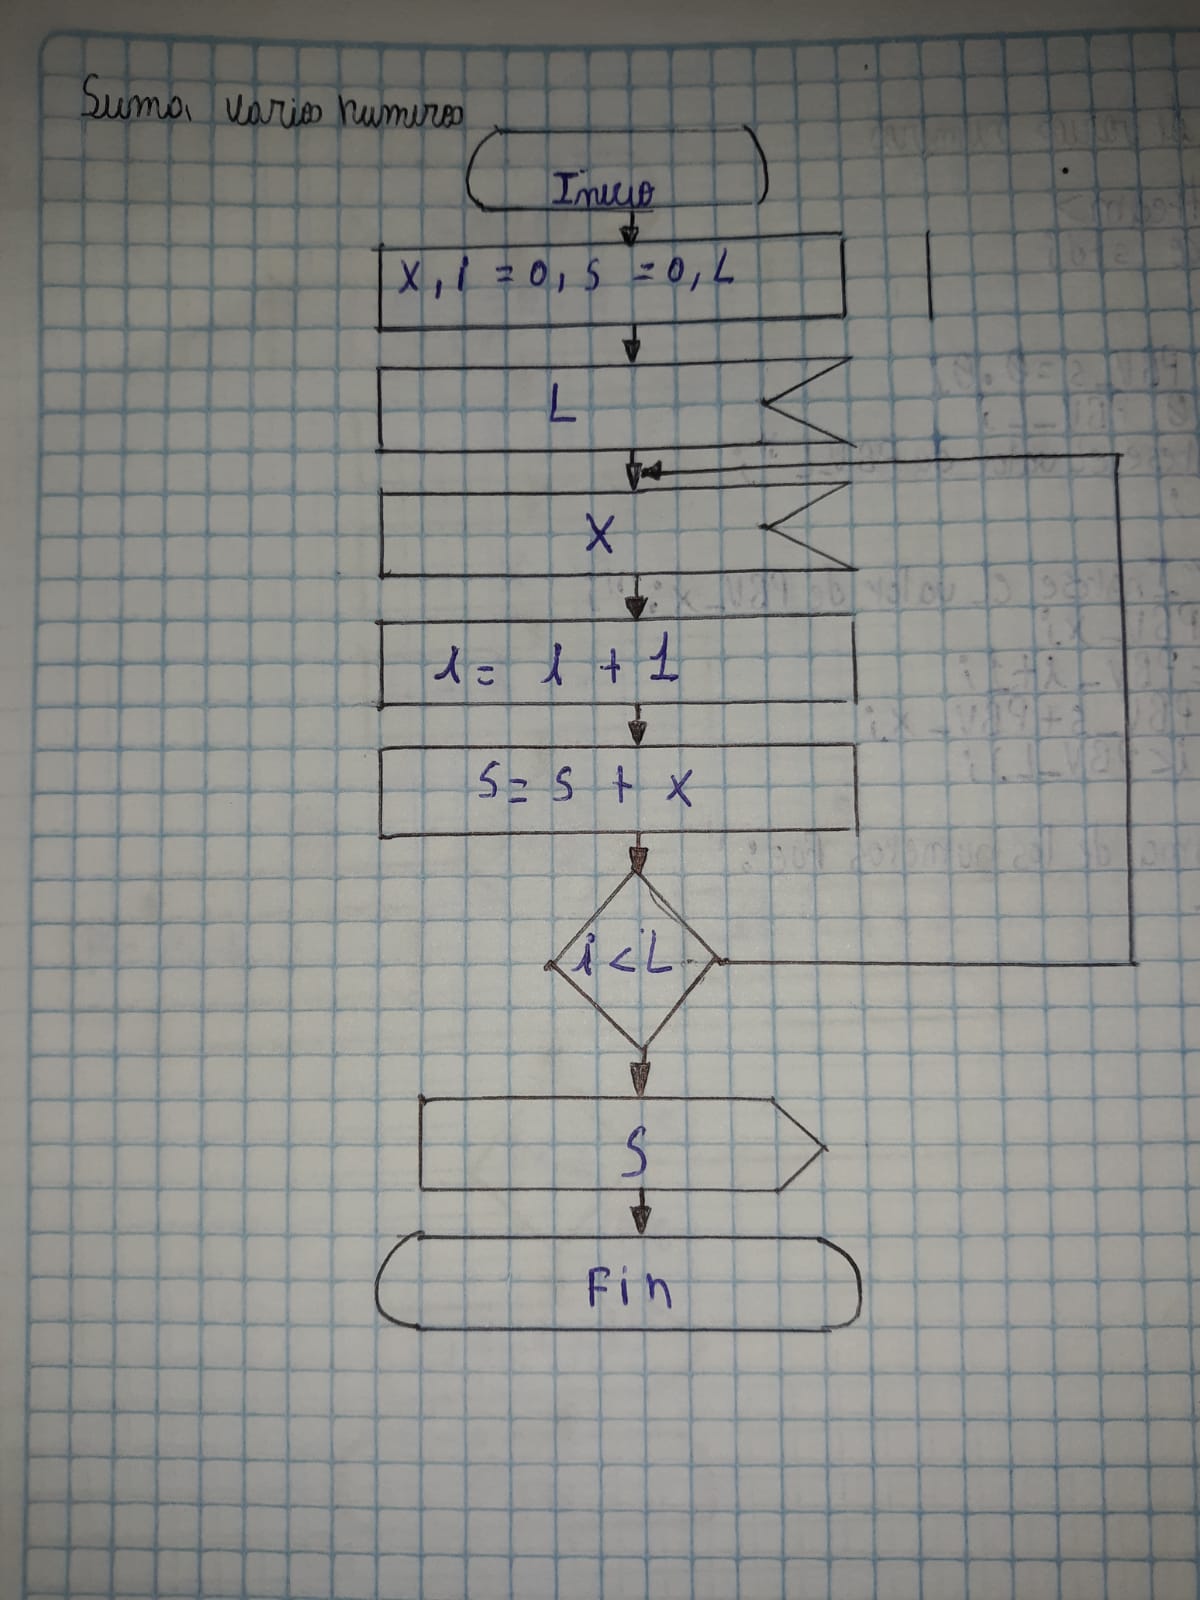 Suma varios numeros
Inicio
X, i = 0, S = 0, L
L
X
i = i + 1
S = S + X
i < L
S
Fin